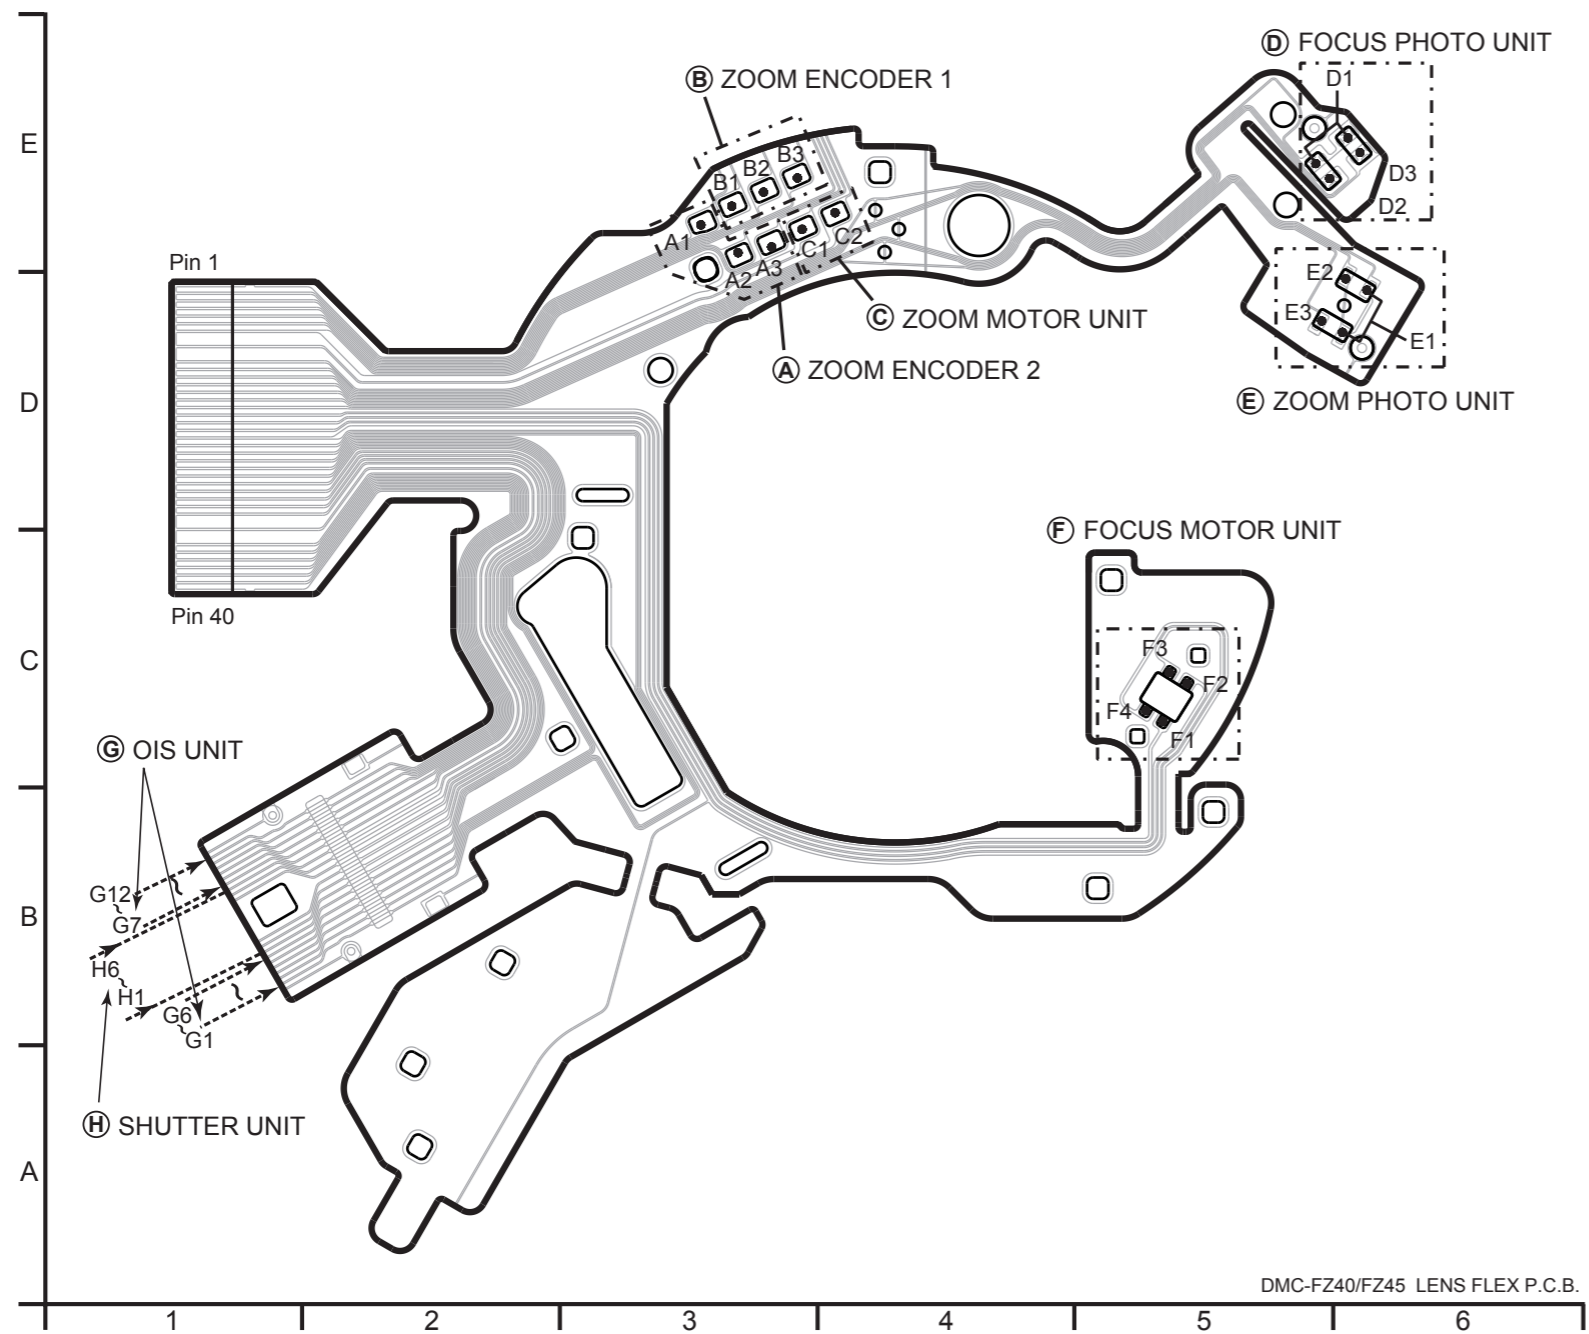 Ⓓ FOCUS PHOTO UNIT
D1
Ⓑ ZOOM ENCODER 1
E
B3
B2
B1
D3
D2
A1
C2
C1
A3
A2
Pin 1
E2
E3
E1
Ⓒ ZOOM MOTOR UNIT
Ⓐ ZOOM ENCODER 2
D
Ⓔ ZOOM PHOTO UNIT
Ⓕ FOCUS MOTOR UNIT
Pin 40
C
F3
F2
F4
F1
Ⓖ OIS UNIT
G12
G7
B
H6
H1
G6
G1
Ⓗ SHUTTER UNIT
A
DMC-FZ40/FZ45 LENS FLEX P.C.B.
1 2 3 4 5 6